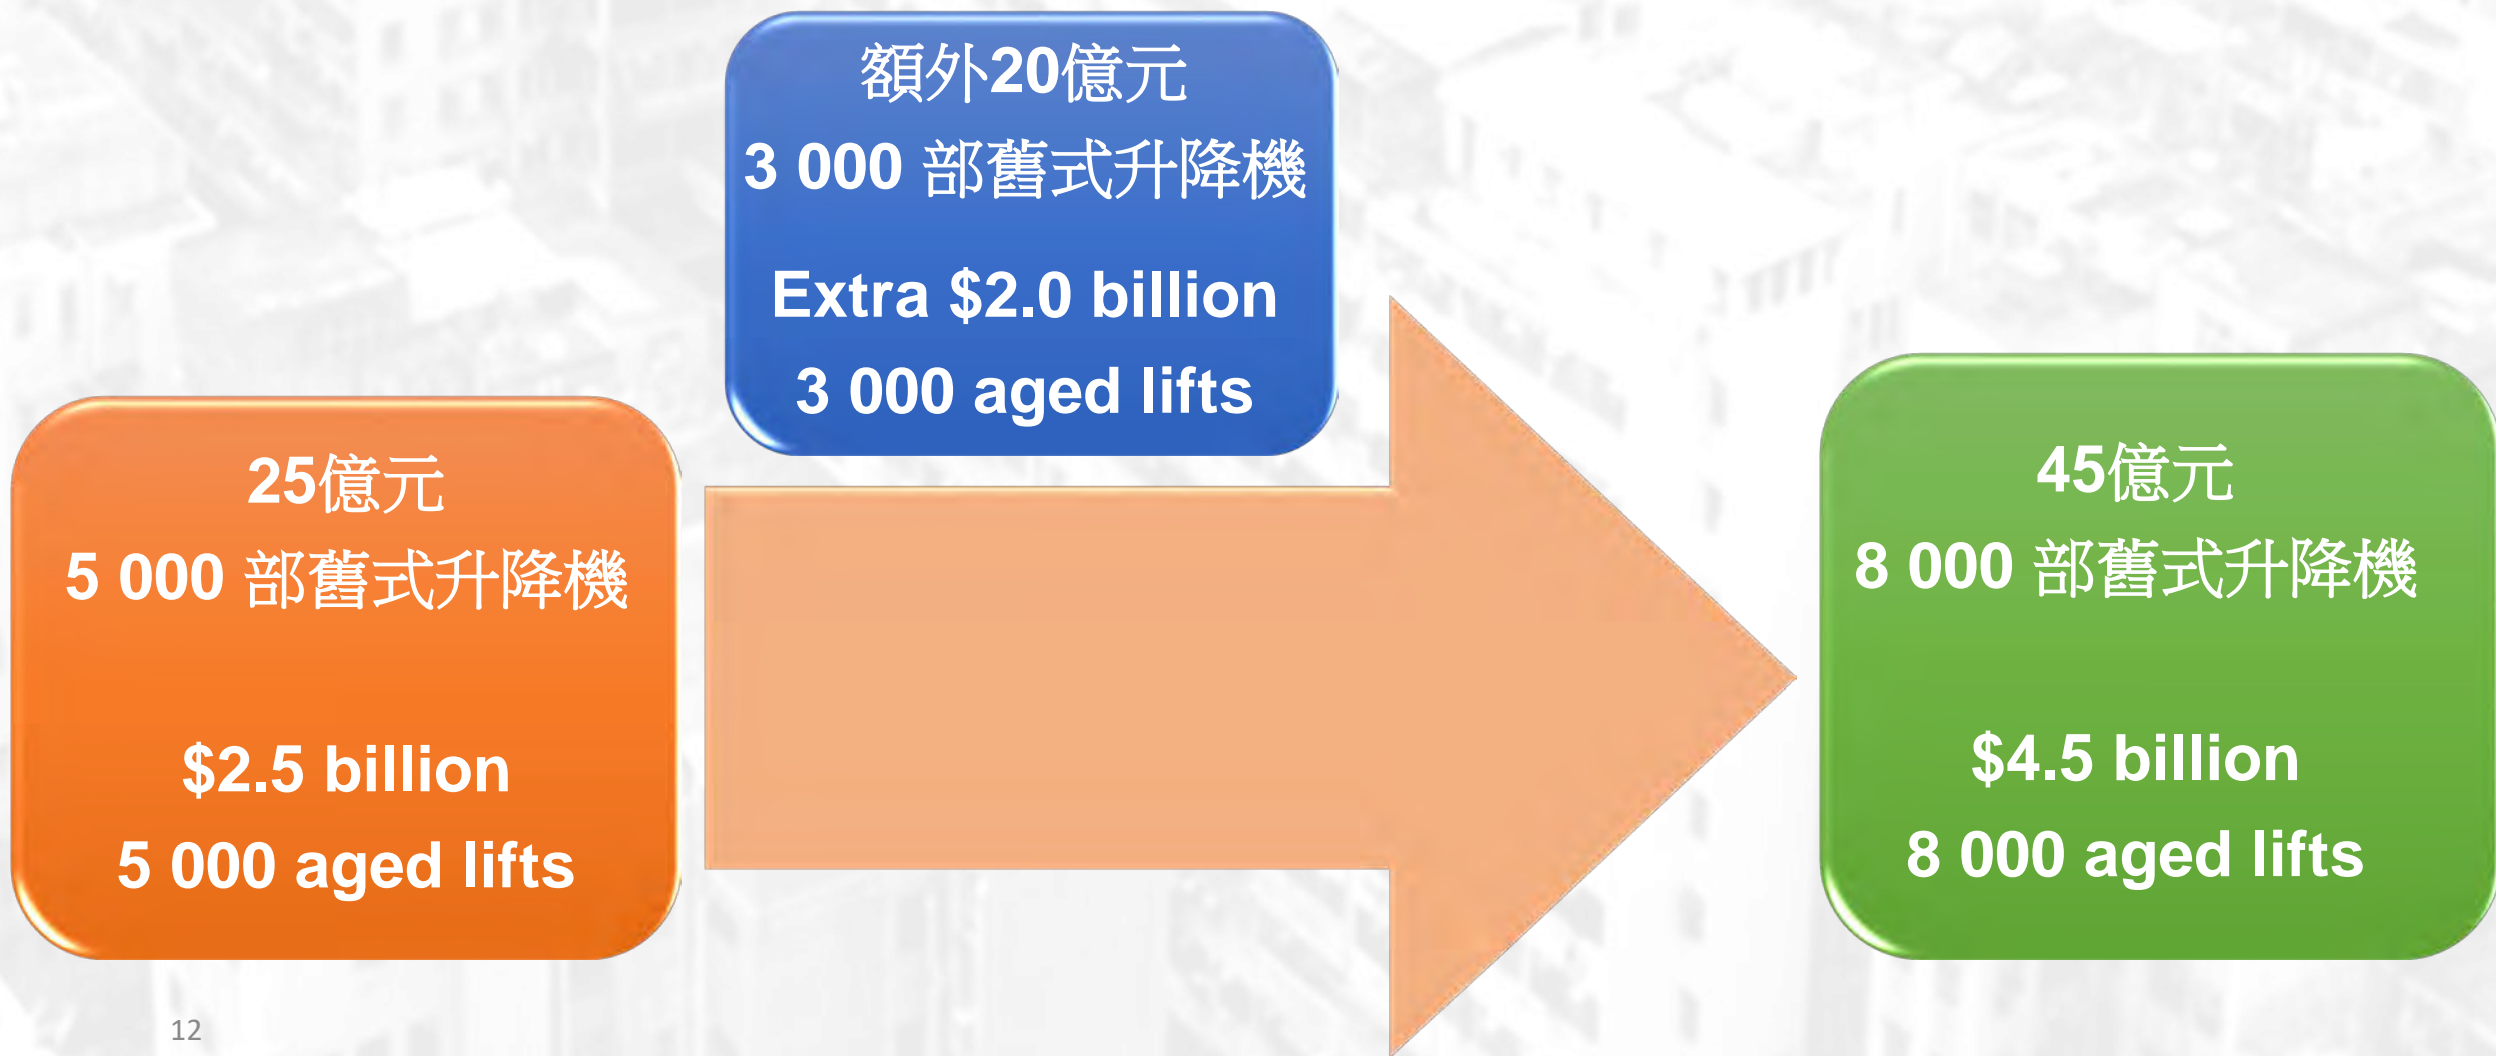 額外20億元
3 000 部舊式升降機
Extra $2.0 billion
3 000 aged lifts
25億元
5 000 部舊式升降機
$2.5 billion
5 000 aged lifts
45億元
8 000 部舊式升降機
$4.5 billion
8 000 aged lifts
12